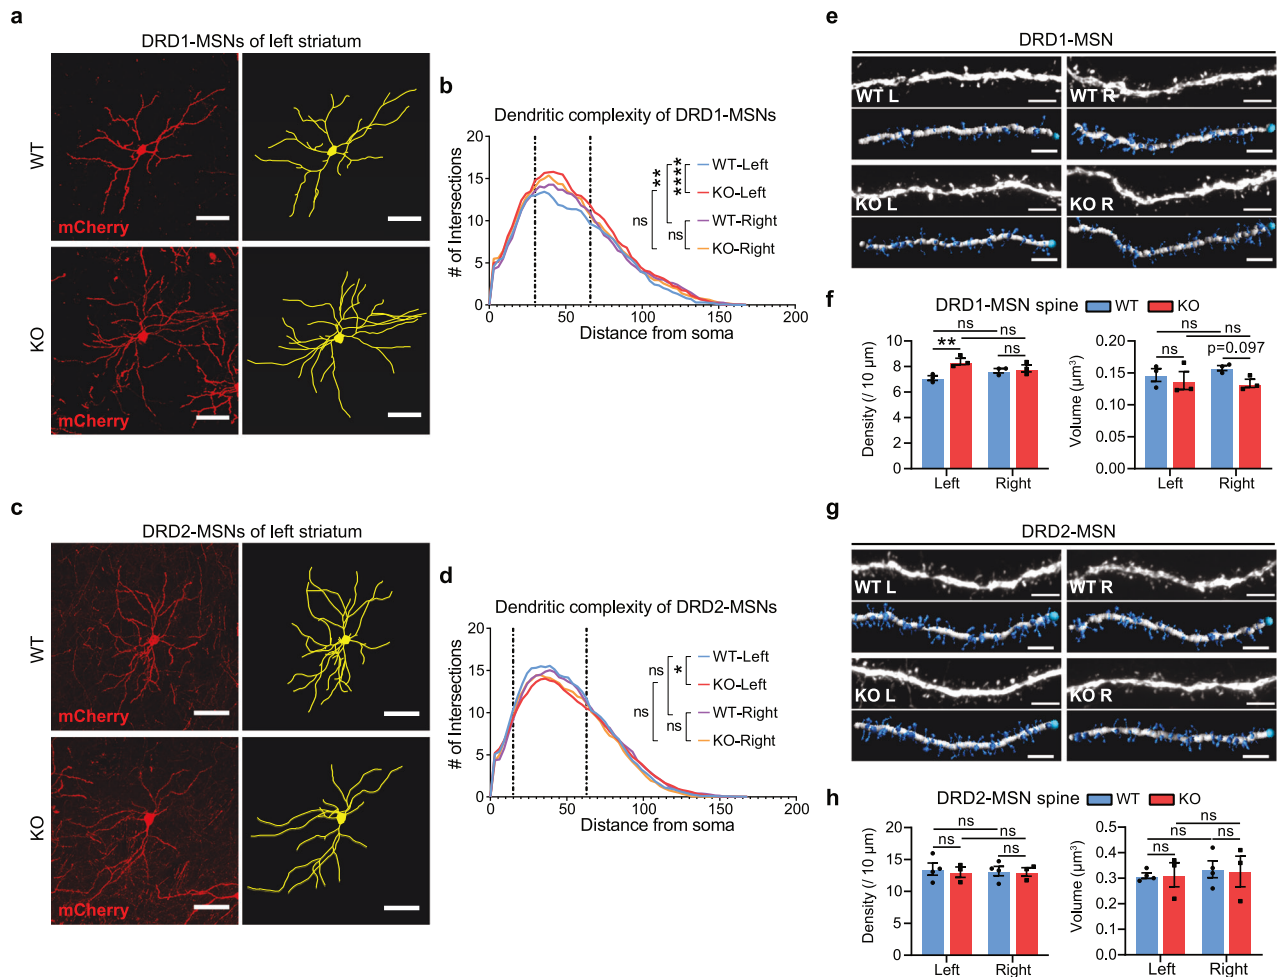 a
DRD1-MSNs of left striatum
WT
mCherry
KO
mCherry
b
Dendritic complexity of DRD1-MSNs
# of Intersections
20
15
10
5
0
0
50
100
150
200
Distance from soma
WT-Left
KO-Left
WT-Right
KO-Right
ns
**
*
****
ns
c
DRD2-MSNs of left striatum
WT
mCherry
KO
mCherry
d
Dendritic complexity of DRD2-MSNs
# of Intersections
20
15
10
5
0
0
50
100
150
200
Distance from soma
WT-Left
KO-Left
WT-Right
KO-Right
ns
ns
*
ns
e
DRD1-MSN
WT L
WT R
KO L
KO R
f
DRD1-MSN spine
WT
KO
Density (/ 10 µm)
10
8
6
4
2
0
ns
ns
**
ns
Left
Right
Volume (µm³)
0.20
0.15
0.10
0.05
0.00
ns
ns
ns
p=0.097
Left
Right
g
DRD2-MSN
WT L
WT R
KO L
KO R
h
DRD2-MSN spine
WT
KO
Density (/ 10 µm)
20
15
10
5
0
ns
ns
ns
ns
Left
Right
Volume (µm³)
0.5
0.4
0.3
0.2
0.1
0.0
ns
ns
ns
ns
Left
Right